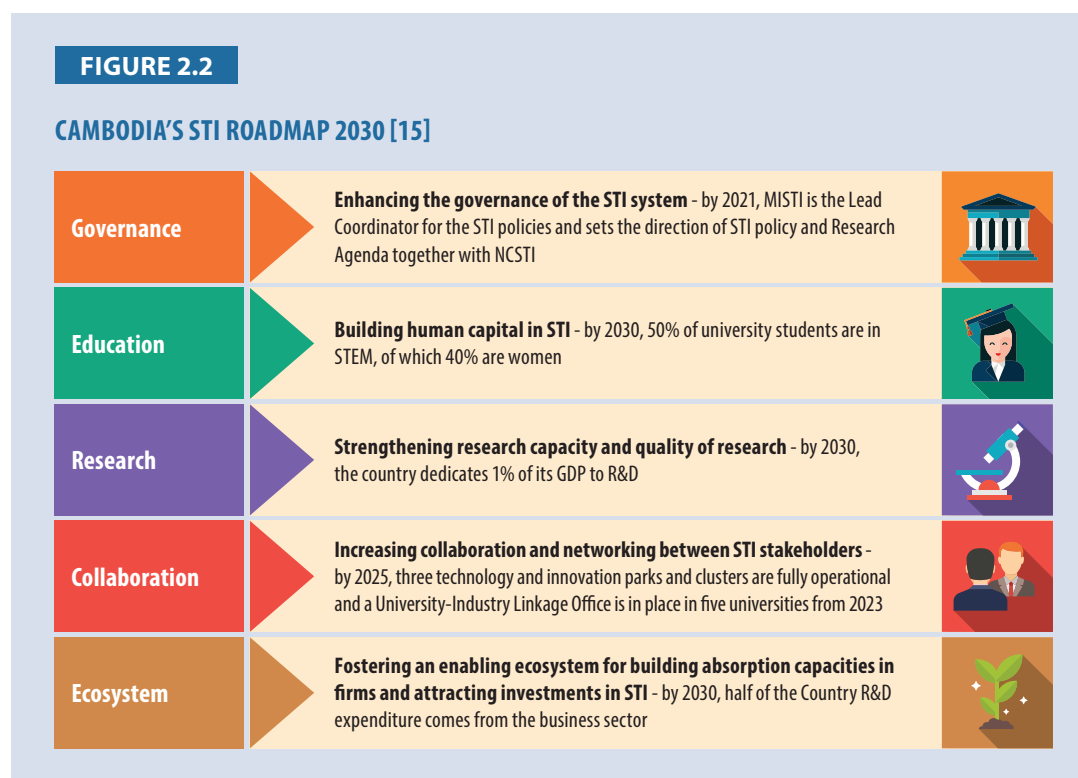 FIGURE 2.2
CAMBODIA'S STI ROADMAP 2030 [15]
Governance
Enhancing the governance of the STI system - by 2021, MISTI is the Lead
Coordinator for the STI policies and sets the direction of STI policy and Research
Agenda together with NCSTI
Education
Building human capital in STI - by 2030, 50% of university students are in
STEM, of which 40% are women
Research
Strengthening research capacity and quality of research - by 2030,
the country dedicates 1% of its GDP to R&D
Collaboration
Increasing collaboration and networking between STI stakeholders -
by 2025, three technology and innovation parks and clusters are fully operational
and a University-Industry Linkage Office is in place in five universities from 2023
Ecosystem
Fostering an enabling ecosystem for building absorption capacities in
firms and attracting investments in STI - by 2030, half of the Country R&D
expenditure comes from the business sector